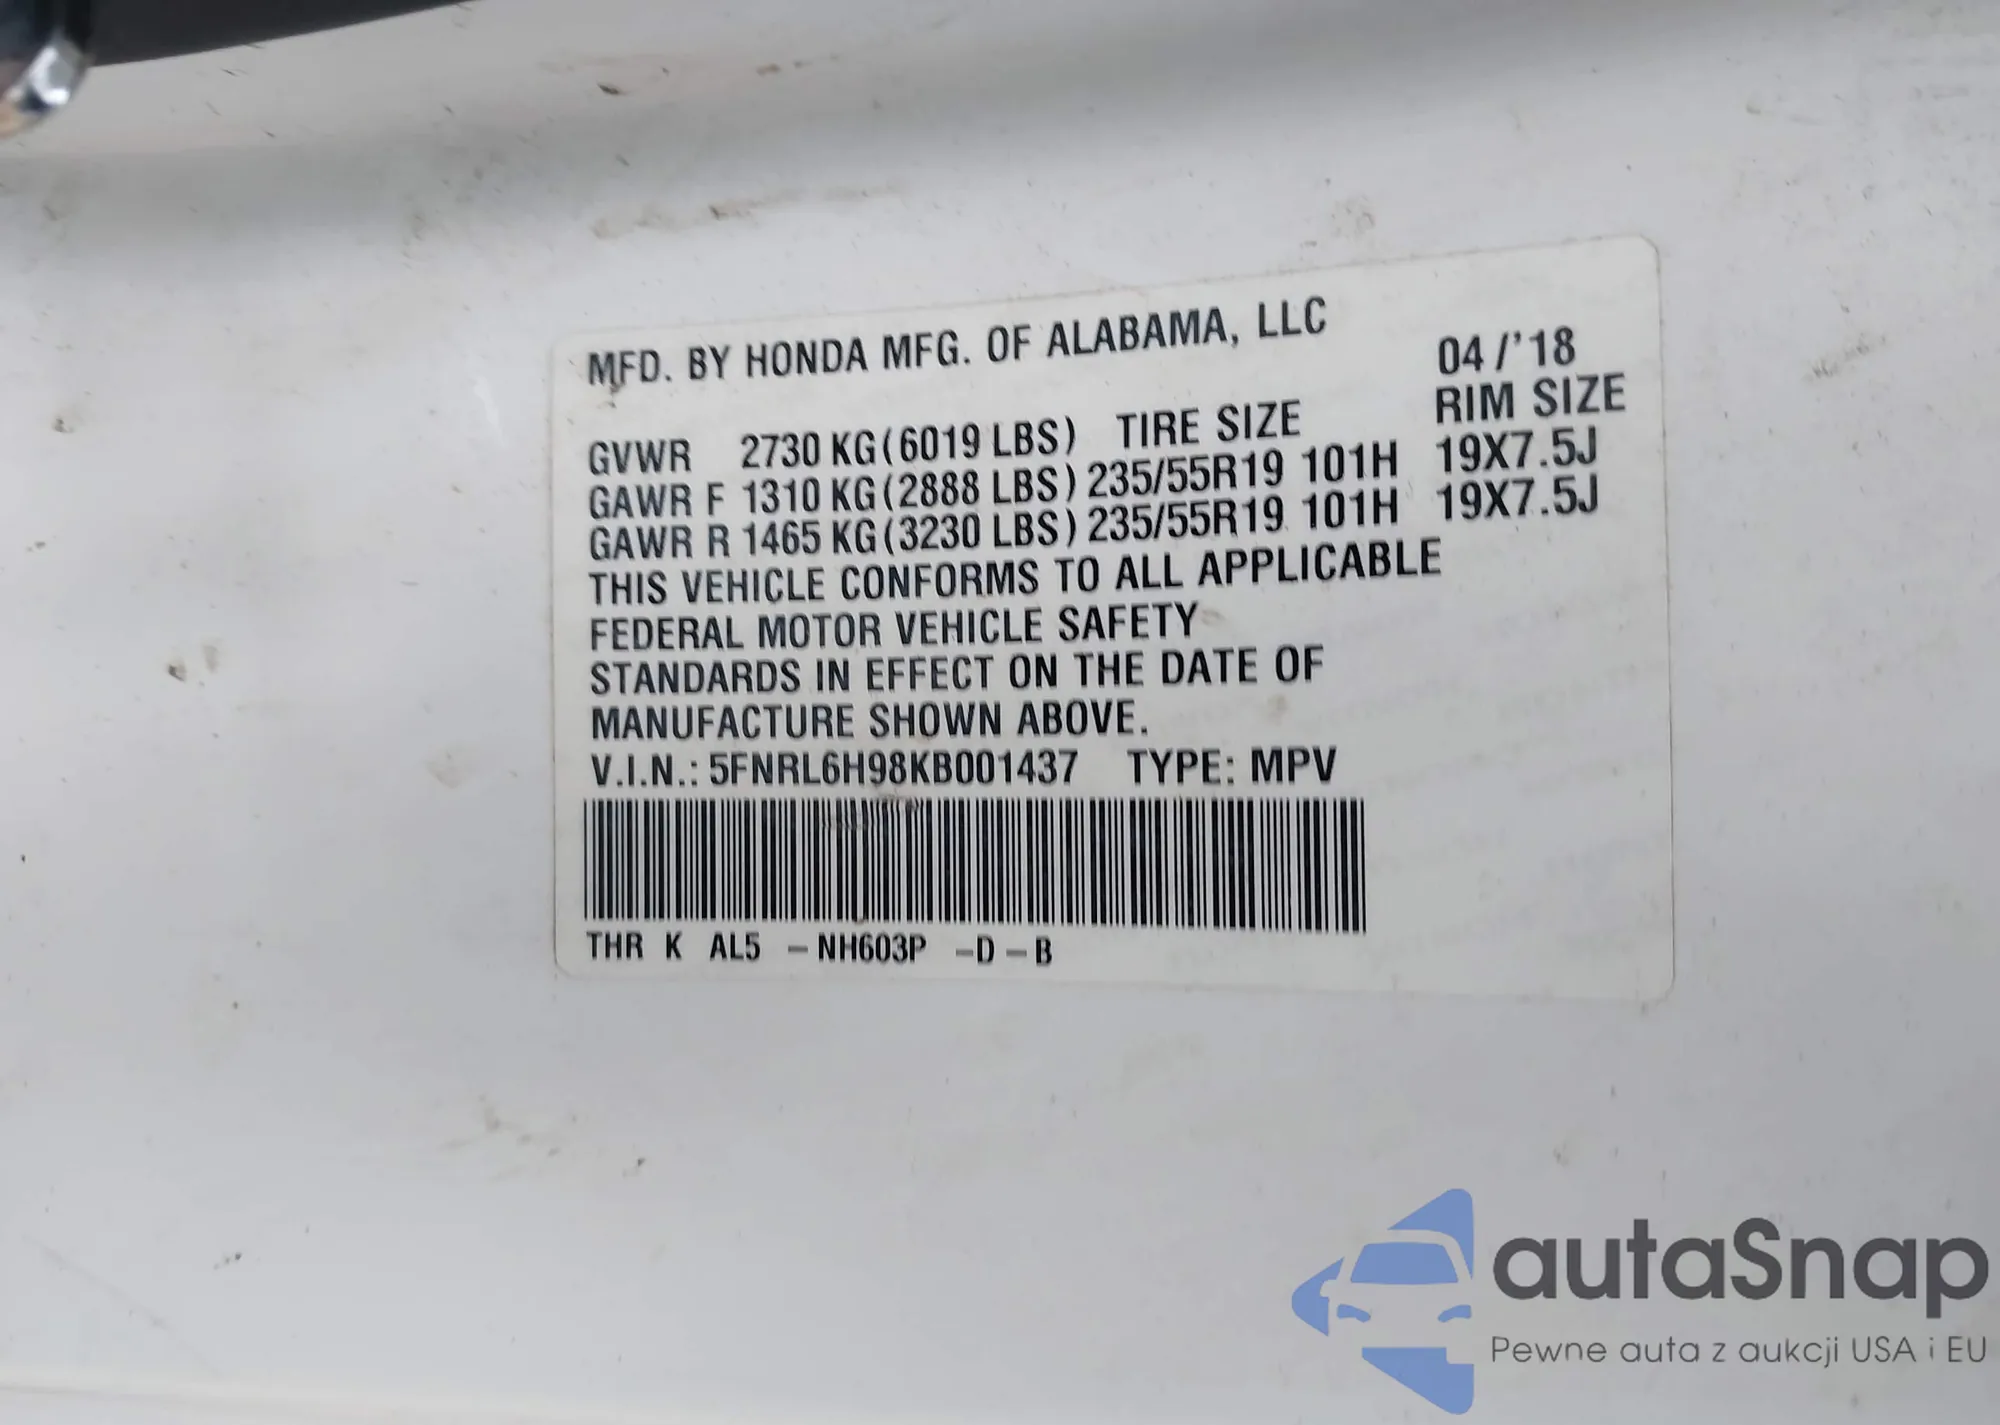 MFD. BY HONDA MFG. OF ALABAMA, LLC
04/'18
GVWR 2730 KG(6019 LBS) TIRE SIZE RIM SIZE
GAWR F 1310 KG(2888 LBS) 235/55R19 101H 19X7.5J
GAWR R 1465 KG(3230 LBS) 235/55R19 101H 19X7.5J
THIS VEHICLE CONFORMS TO ALL APPLICABLE
FEDERAL MOTOR VEHICLE SAFETY
STANDARDS IN EFFECT ON THE DATE OF
MANUFACTURE SHOWN ABOVE.
V.I.N.: 5FNRL6H98KB001437 TYPE: MPV
THR K AL5 -NH603P -D-B
autaSnap
Pewne auta z aukcji USA i EU